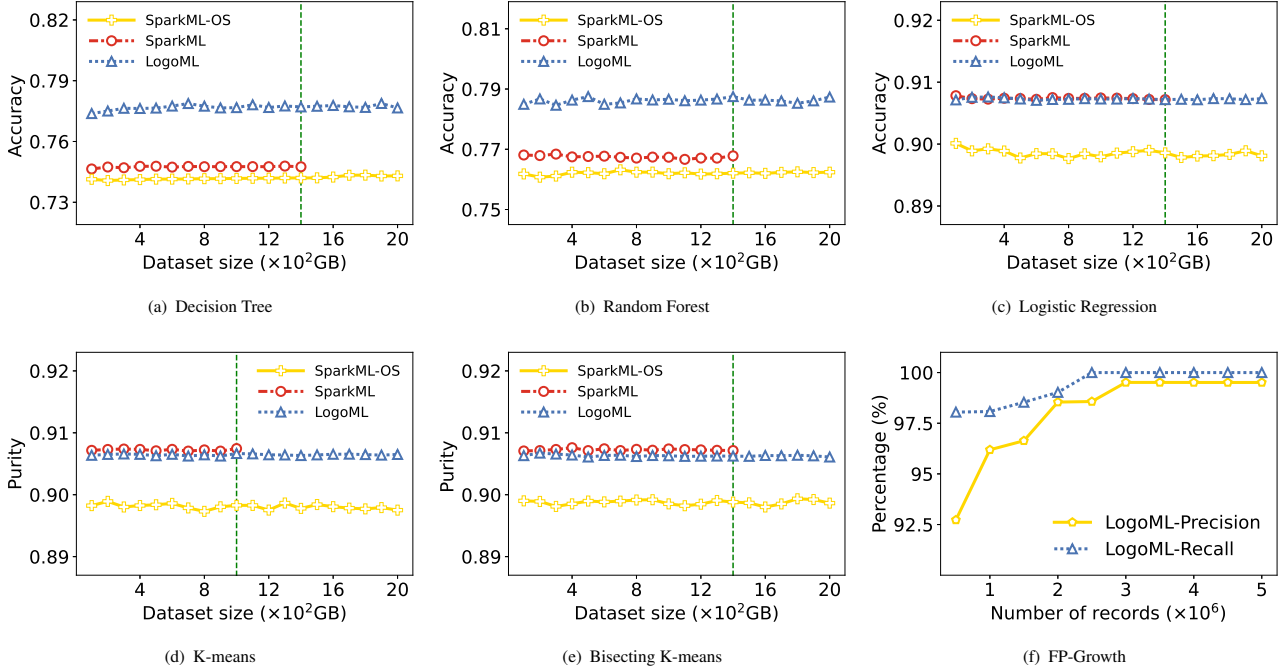 0.82
0.79
0.76
0.73
Accuracy
SparkML-OS
SparkML
LogoML
4 8 12 16 20
Dataset size (×10²GB)
(a) Decision Tree
0.81
0.79
0.77
0.75
Accuracy
SparkML-OS
SparkML
LogoML
4 8 12 16 20
Dataset size (×10²GB)
(b) Random Forest
0.92
0.91
0.90
0.89
Accuracy
SparkML-OS
SparkML
LogoML
4 8 12 16 20
Dataset size (×10²GB)
(c) Logistic Regression
0.92
0.91
0.90
0.89
Purity
SparkML-OS
SparkML
LogoML
4 8 12 16 20
Dataset size (×10²GB)
(d) K-means
0.92
0.91
0.90
0.89
Purity
SparkML-OS
SparkML
LogoML
4 8 12 16 20
Dataset size (×10²GB)
(e) Bisecting K-means
100
97.5
95
92.5
Percentage (%)
LogoML-Precision
LogoML-Recall
1 2 3 4 5
Number of records (×10⁶)
(f) FP-Growth